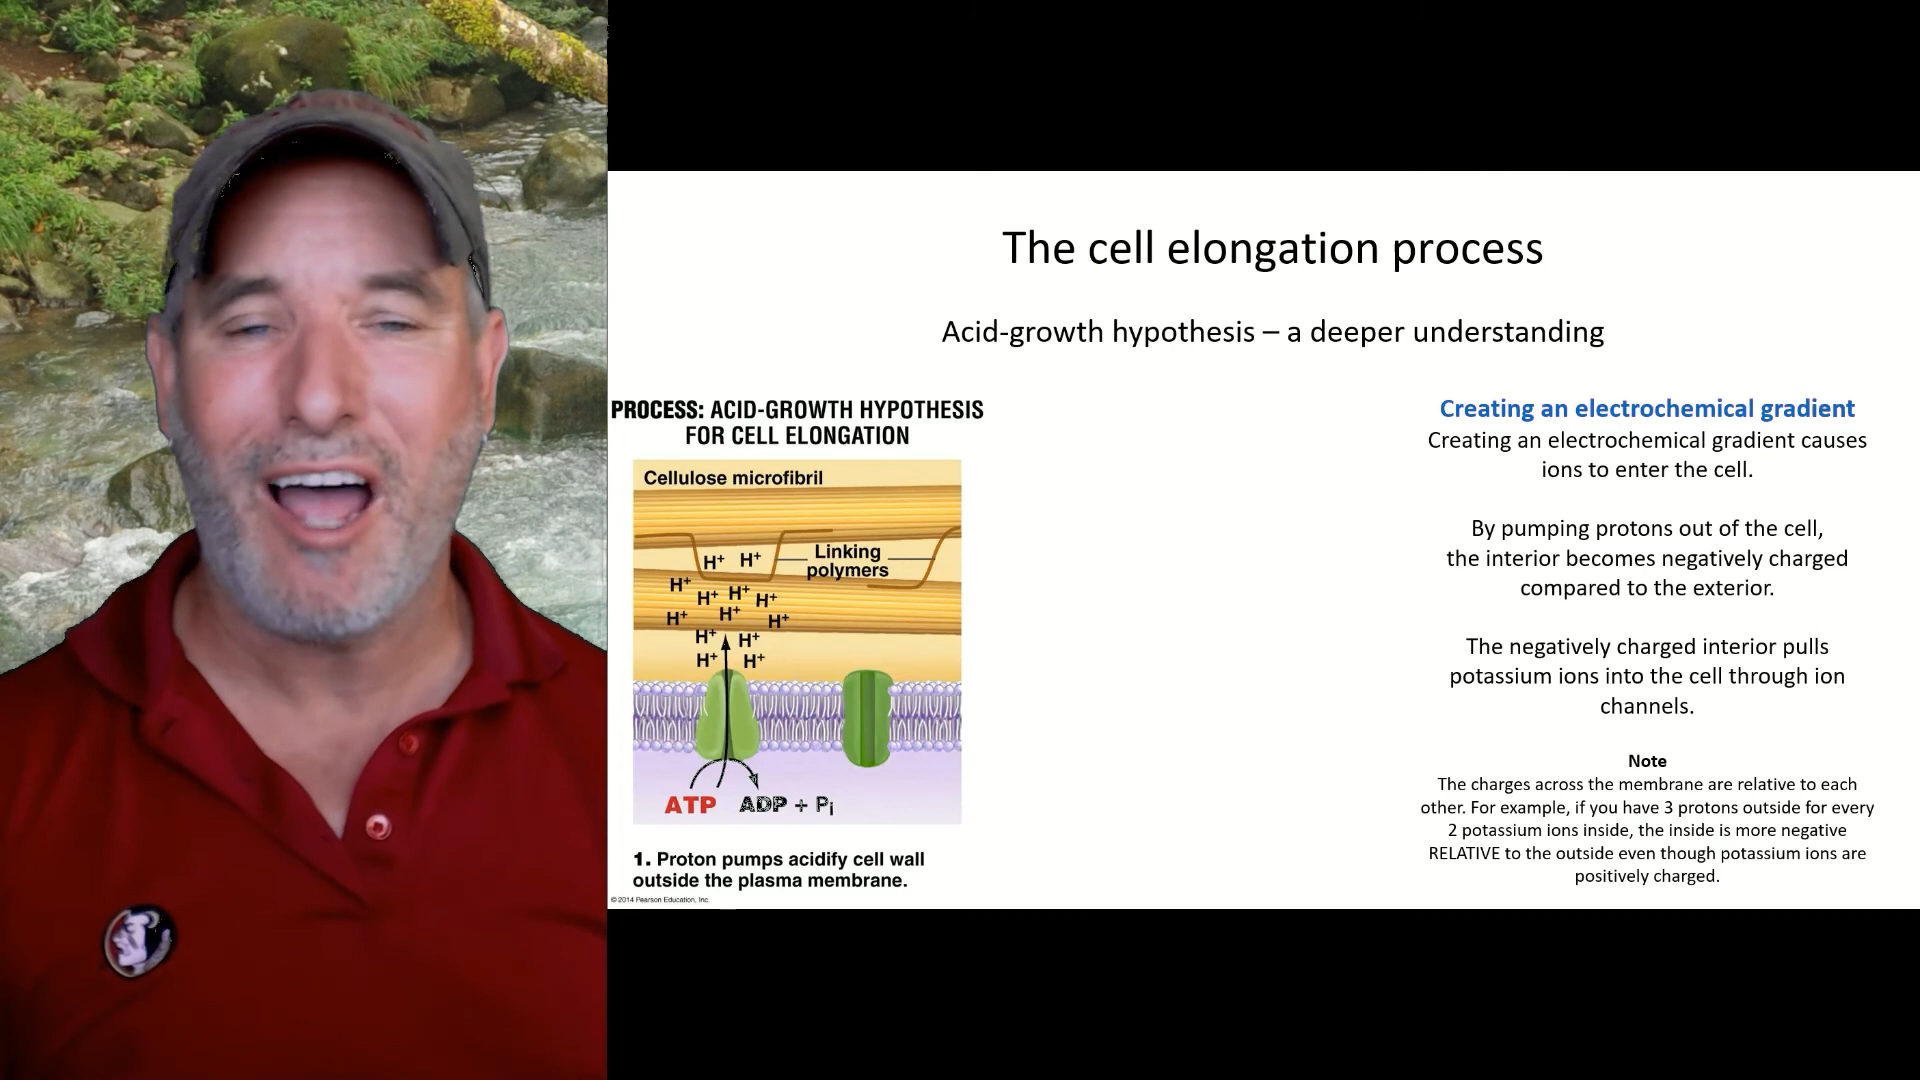 The cell elongation process
Acid-growth hypothesis – a deeper understanding
PROCESS: ACID-GROWTH HYPOTHESIS
FOR CELL ELONGATION
Cellulose microfibril
Linking
polymers
H⁺ H⁺
H⁺
H⁺ H⁺ H⁺
H⁺ H⁺ H⁺
H⁺ H⁺
H⁺ H⁺
ATP ADP + Pi
1. Proton pumps acidify cell wall
outside the plasma membrane.
© 2014 Pearson Education, Inc.
Creating an electrochemical gradient
Creating an electrochemical gradient causes
ions to enter the cell.
By pumping protons out of the cell,
the interior becomes negatively charged
compared to the exterior.
The negatively charged interior pulls
potassium ions into the cell through ion
channels.
Note
The charges across the membrane are relative to each
other. For example, if you have 3 protons outside for every
2 potassium ions inside, the inside is more negative
RELATIVE to the outside even though potassium ions are
positively charged.